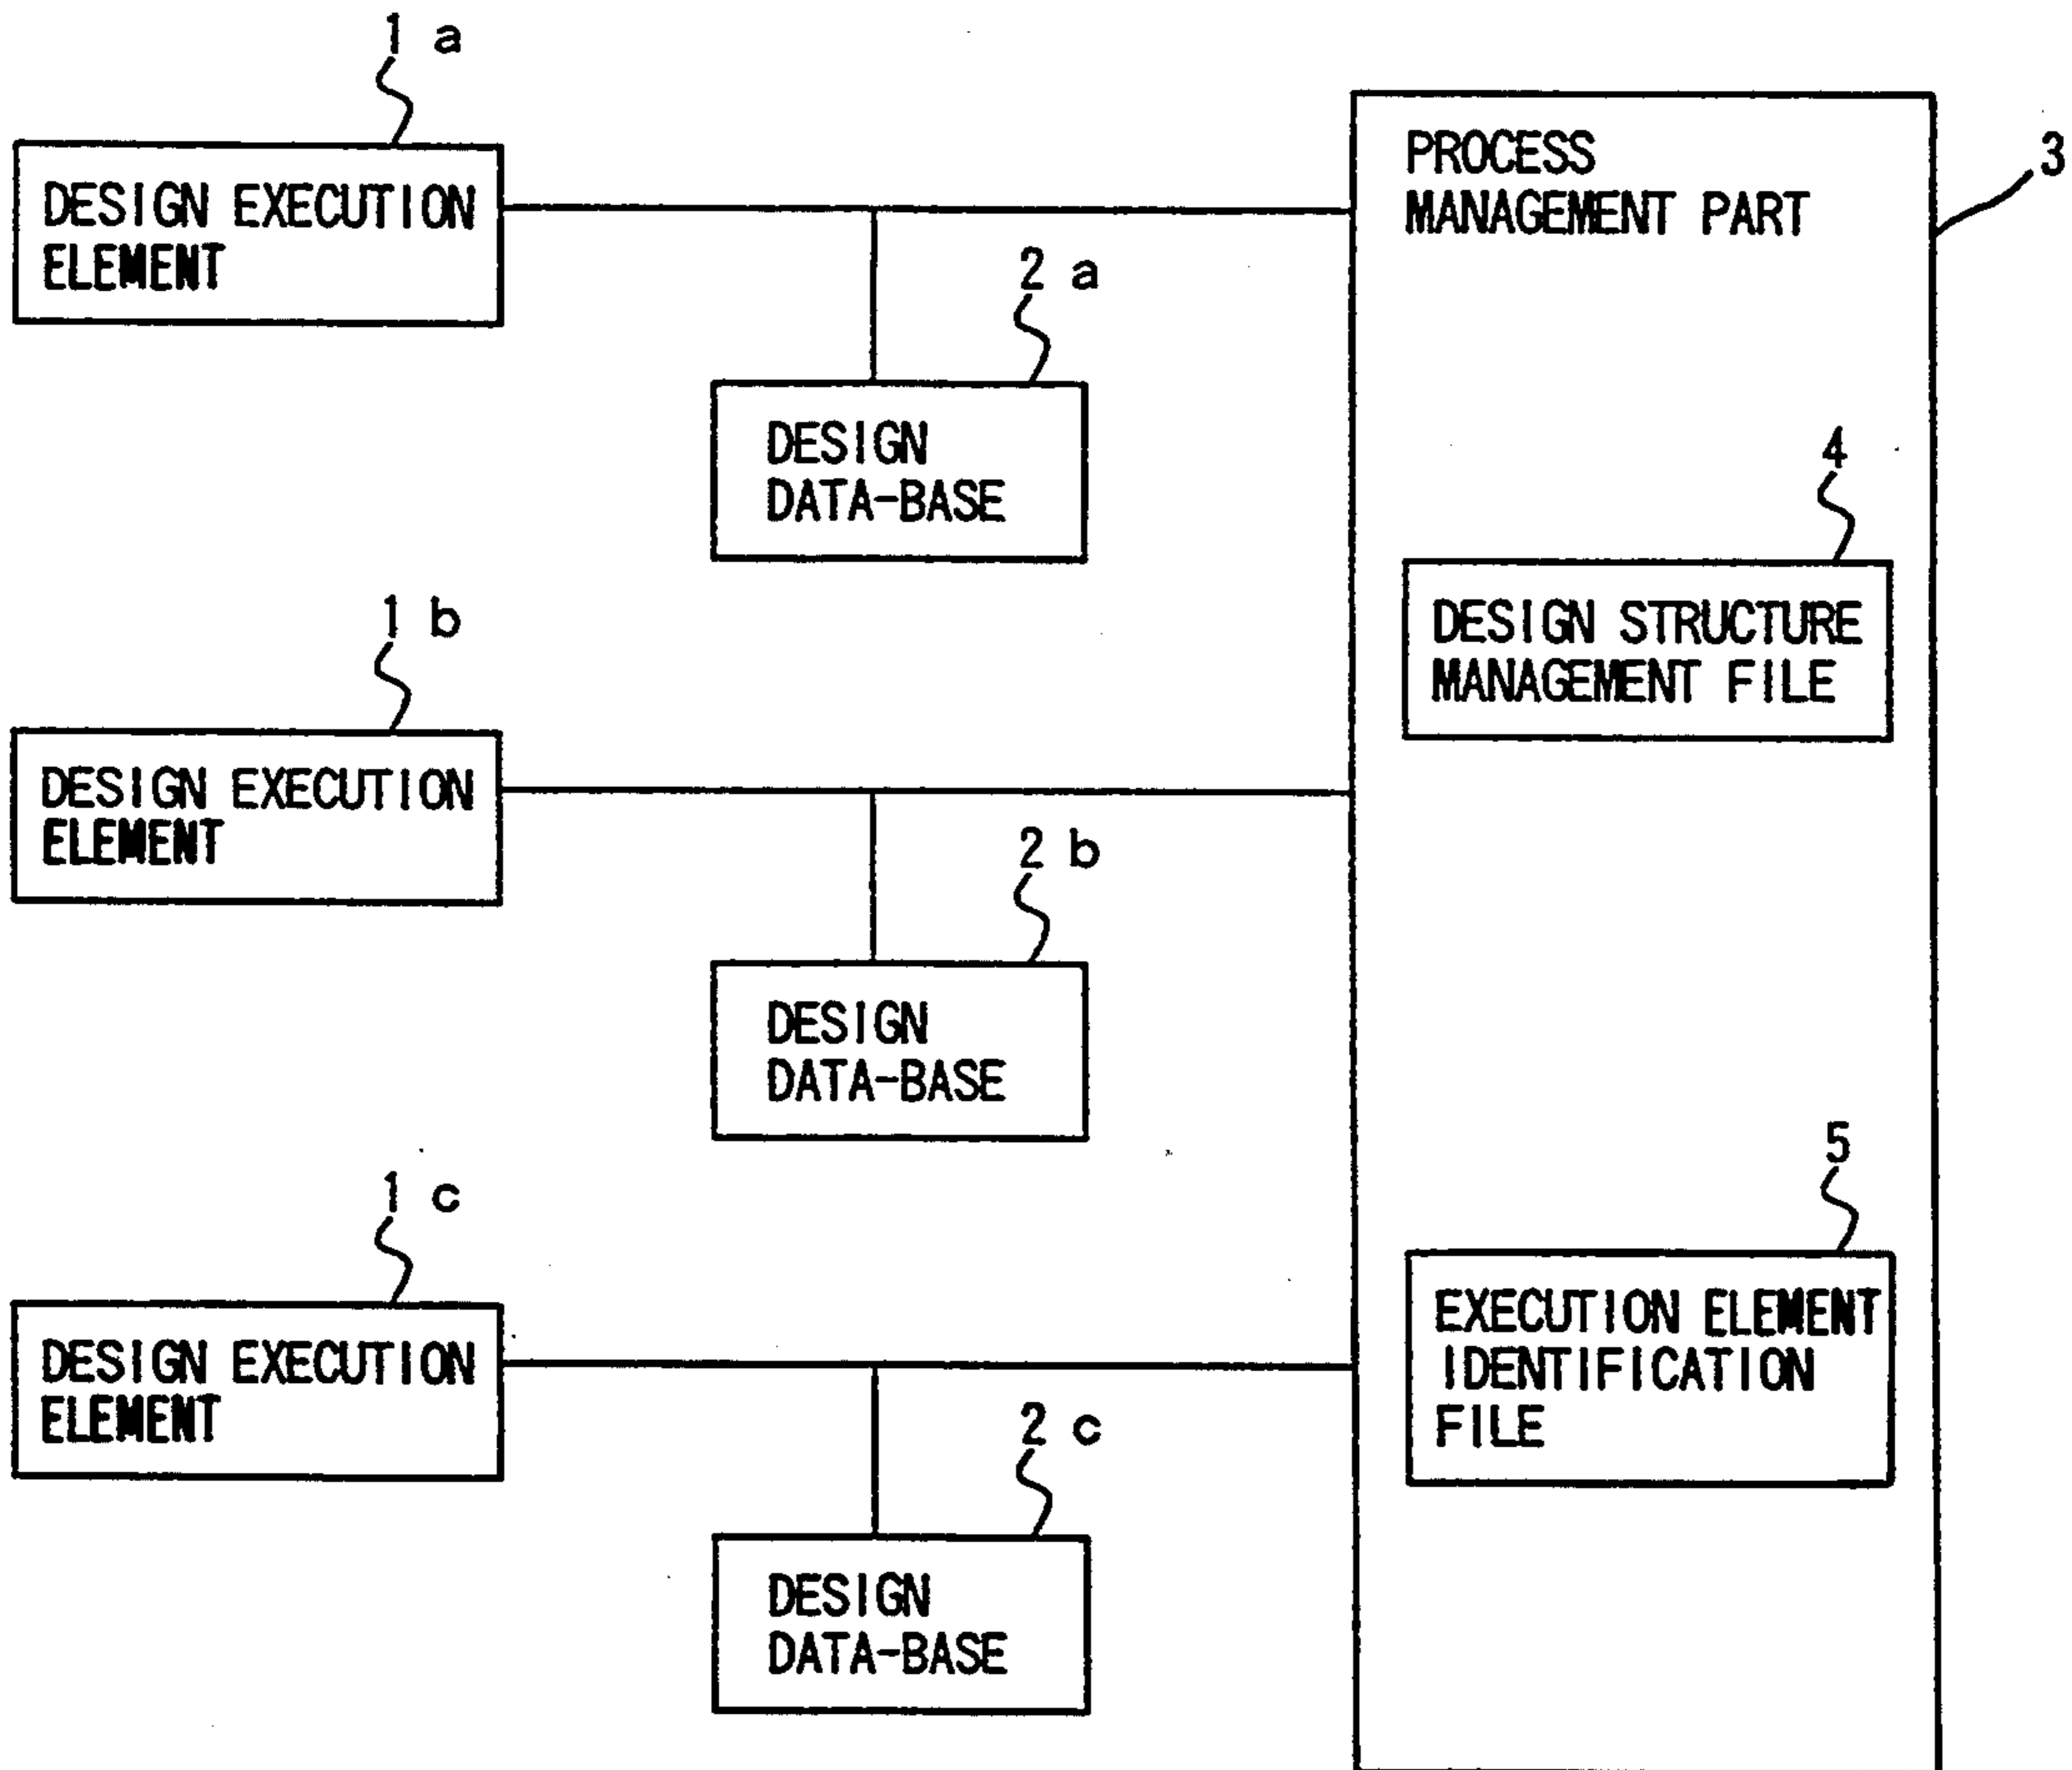 1a
DESIGN EXECUTION
ELEMENT
2a
DESIGN
DATA-BASE
1b
DESIGN EXECUTION
ELEMENT
2b
DESIGN
DATA-BASE
1c
DESIGN EXECUTION
ELEMENT
2c
DESIGN
DATA-BASE
PROCESS
MANAGEMENT PART
3
4
DESIGN STRUCTURE
MANAGEMENT FILE
5
EXECUTION ELEMENT
IDENTIFICATION
FILE